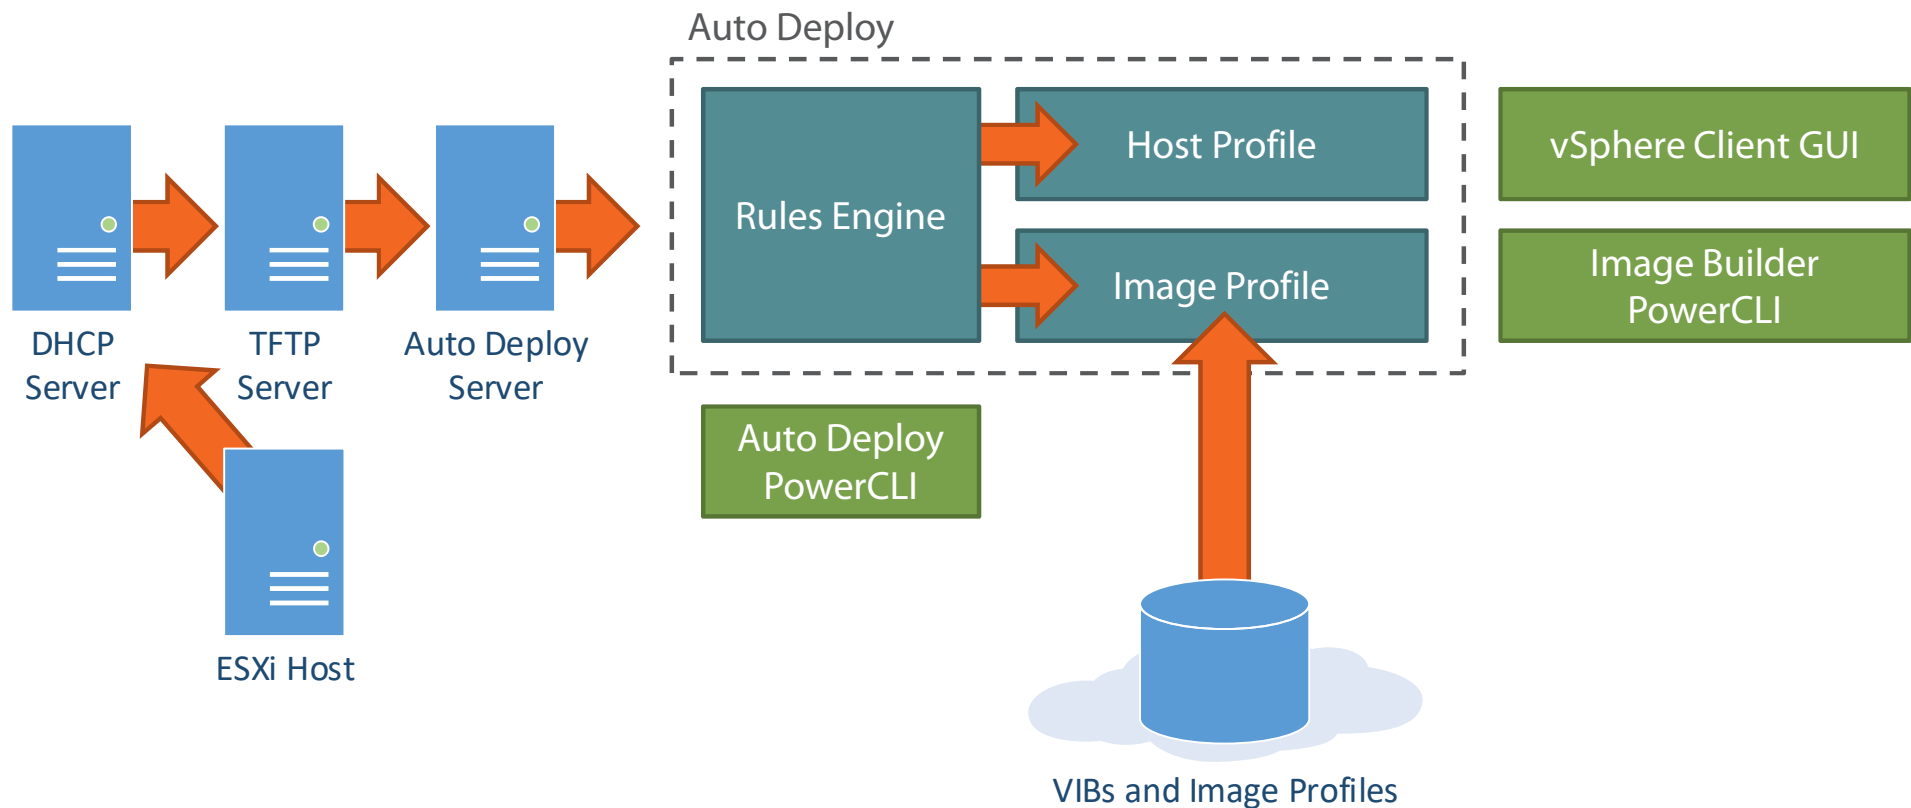 Auto Deploy
Rules Engine
Host Profile
Image Profile
vSphere Client GUI
Image Builder
PowerCLI
DHCP
Server
TFTP
Server
Auto Deploy
Server
Auto Deploy
PowerCLI
ESXi Host
VIBs and Image Profiles